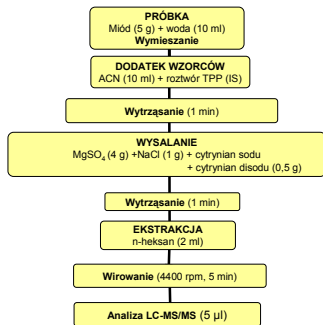 PRÓBKA
Miód (5 g) + woda (10 ml)
Wymieszanie
DODATEK WZORCÓW
ACN (10 ml) + roztwór TPP (IS)
Wytrząsanie (1 min)
WYSALANIE
MgSO4 (4 g) +NaCl (1 g) + cytrynian sodu
+ cytrynian disodu (0,5 g)
Wytrząsanie (1 min)
EKSTRAKCJA
n-heksan (2 ml)
Wirowanie (4400 rpm, 5 min)
Analiza LC-MS/MS (5 µl)